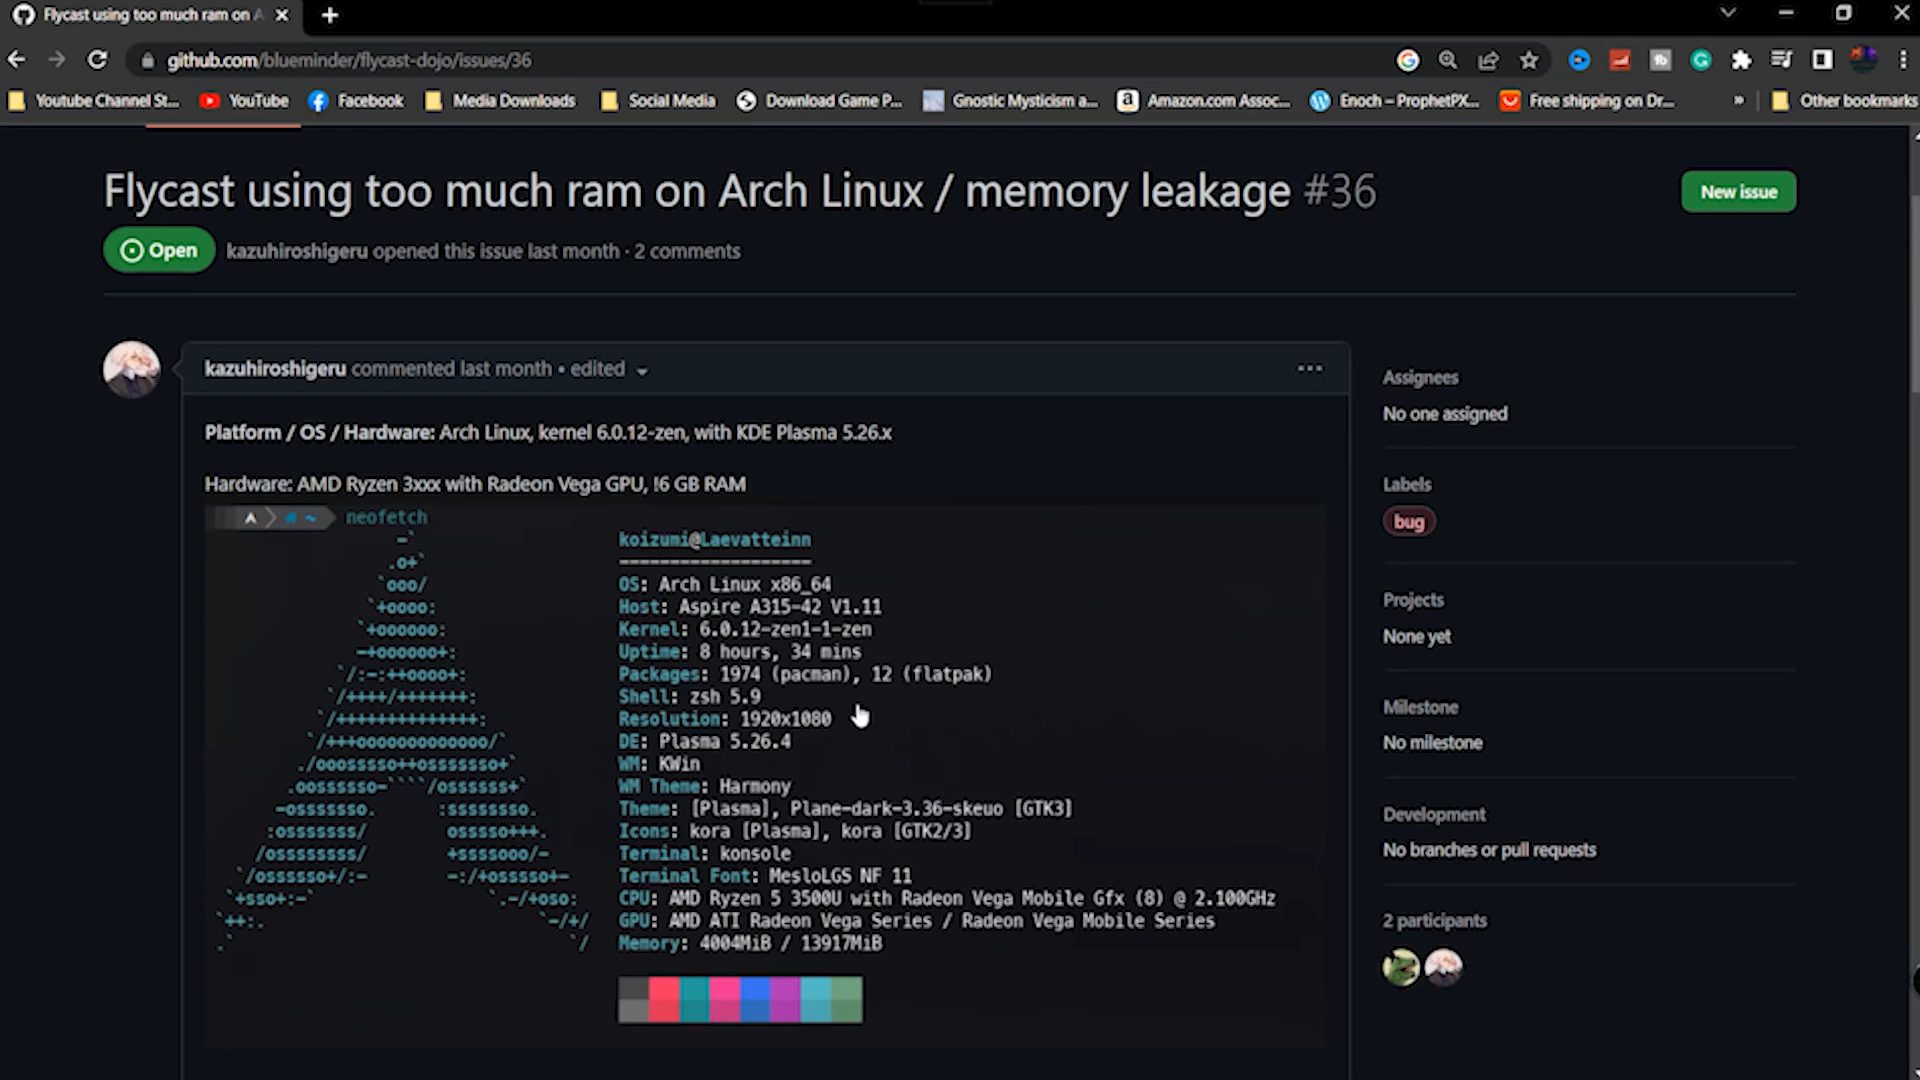 Flycast using too much ram on A
github.com/blueminder/flycast-dojo/issues/36
Youtube Channel St... YouTube Facebook Media Downloads Social Media Download Game P... Gnostic Mysticism a... Amazon.com Assoc... Enoch – ProphetPX... Free shipping on Dr... » Other bookmarks
Flycast using too much ram on Arch Linux / memory leakage #36
New issue
Open kazuhiroshigeru opened this issue last month · 2 comments
kazuhiroshigeru commented last month • edited
Platform / OS / Hardware: Arch Linux, kernel 6.0.12-zen, with KDE Plasma 5.26.x
Hardware: AMD Ryzen 3xxx with Radeon Vega GPU, !6 GB RAM
~ neofetch
koizumi@Laevatteinn
-------------------
OS: Arch Linux x86_64
Host: Aspire A315-42 V1.11
Kernel: 6.0.12-zen1-1-zen
Uptime: 8 hours, 34 mins
Packages: 1974 (pacman), 12 (flatpak)
Shell: zsh 5.9
Resolution: 1920x1080
DE: Plasma 5.26.4
WM: KWin
WM Theme: Harmony
Theme: [Plasma], Plane-dark-3.36-skeuo [GTK3]
Icons: kora [Plasma], kora [GTK2/3]
Terminal: konsole
Terminal Font: MesloLGS NF 11
CPU: AMD Ryzen 5 3500U with Radeon Vega Mobile Gfx (8) @ 2.100GHz
GPU: AMD ATI Radeon Vega Series / Radeon Vega Mobile Series
Memory: 4004MiB / 13917MiB
Assignees
No one assigned
Labels
bug
Projects
None yet
Milestone
No milestone
Development
No branches or pull requests
2 participants